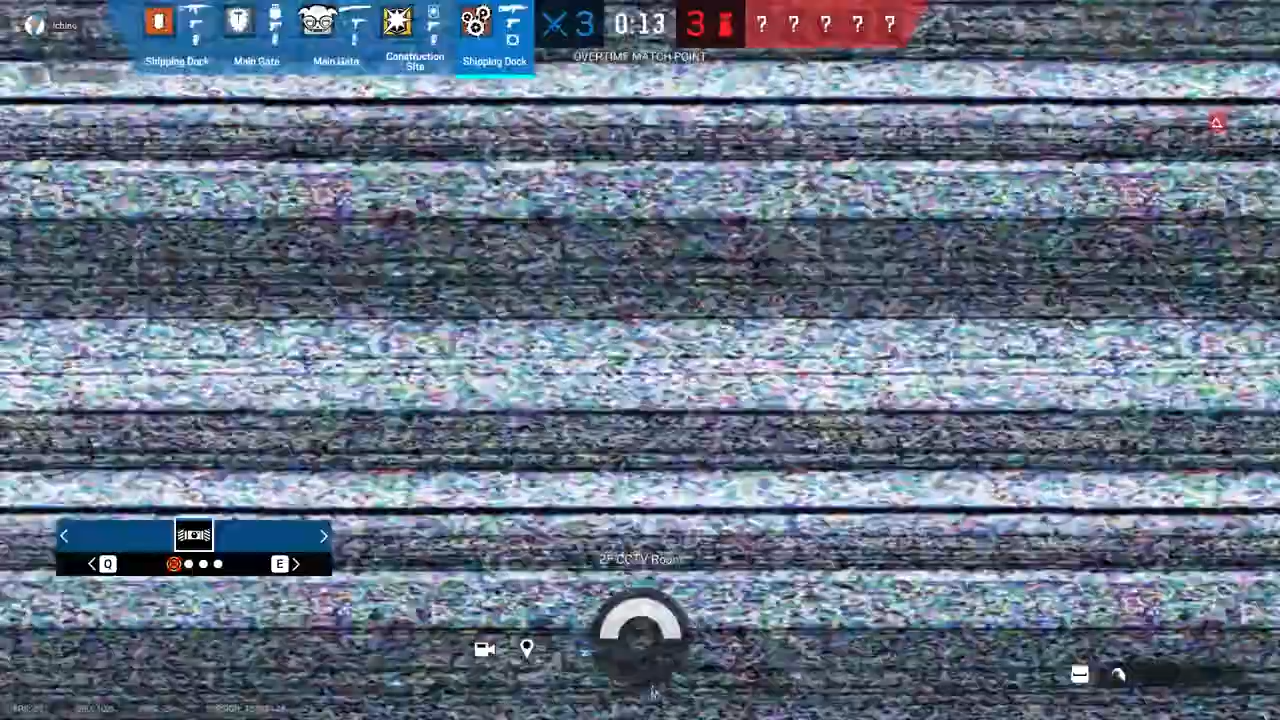 3 0:13 3 ? ? ? ? ?
Shipping Dock
Main Gate
Main Gate
Construction
Site
Shipping Dock
OVERTIME MATCH POINT
Q
E
2F CCTV Room